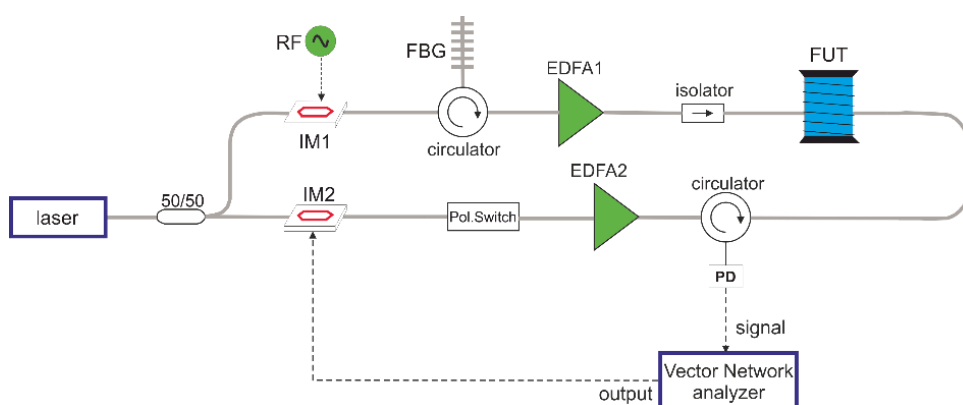 RF
FBG
EDFA1
isolator
FUT
IM1
circulator
50/50
laser
IM2
Pol.Switch
EDFA2
circulator
PD
signal
output
Vector Network
analyzer